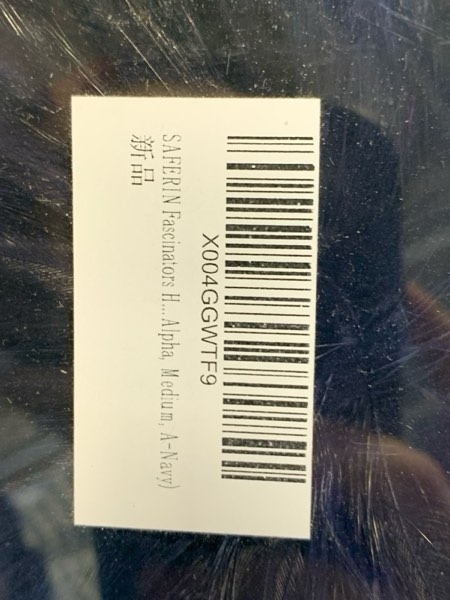 X004GGWTF9
SAFERIN Fascinators H...Alpha, Medium, A-Navy)
新品